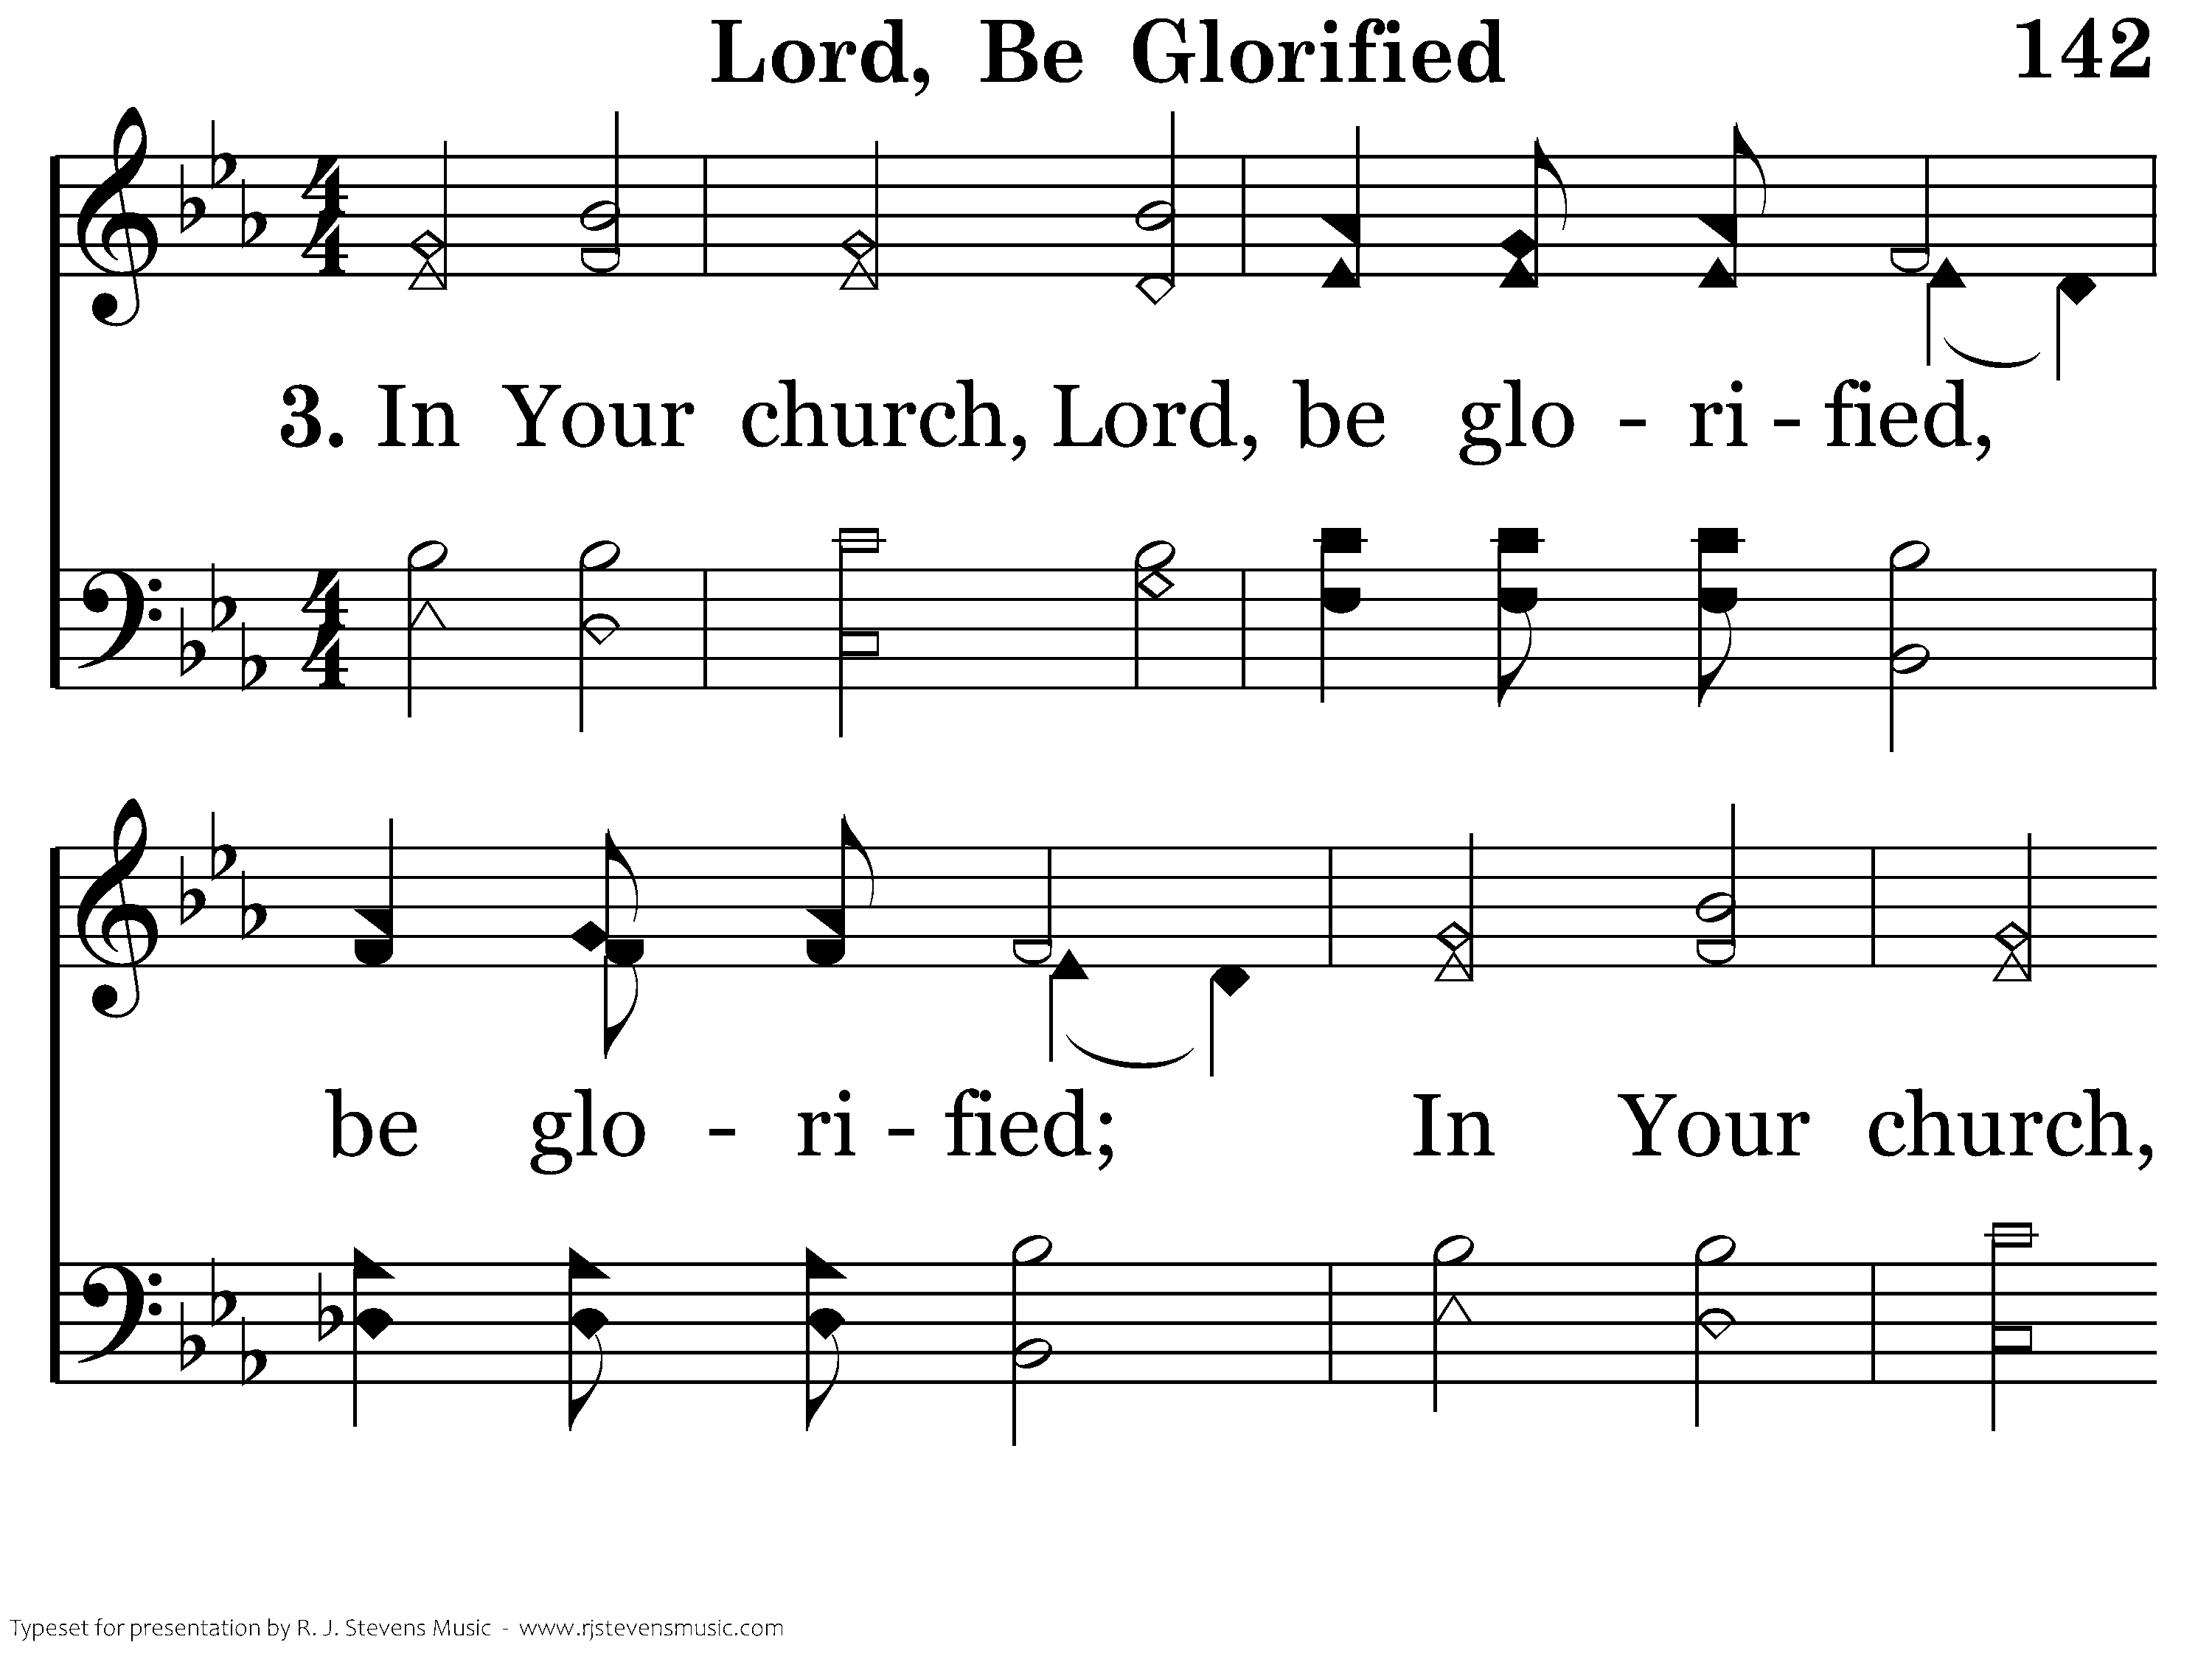 Lord, Be Glorified 142
3. In Your church, Lord, be glo - ri - fied,
be glo - ri - fied; In Your church,
Typeset for presentation by R. J. Stevens Music - www.rjstevensmusic.com